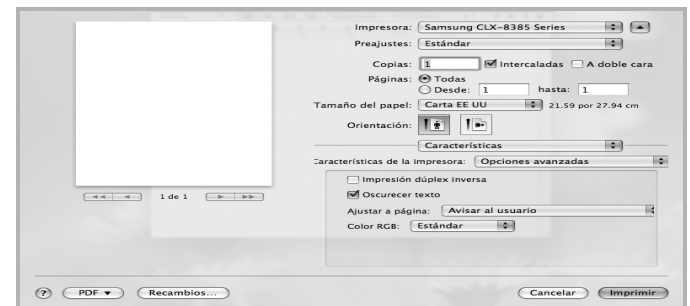 Impresora: Samsung CLX-8385 Series
Preajustes: Estándar
Copias: 1 Intercaladas A doble cara
Páginas: Todas
Desde: 1 hasta: 1
Tamaño del papel: Carta EE UU 21.59 por 27.94 cm
Orientación:
Características
Características de la impresora: Opciones avanzadas
Impresión dúplex inversa
Oscurecer texto
Ajustar a página: Avisar al usuario
Color RGB: Estándar
1 de 1
? PDF Recambios... Cancelar Imprimir